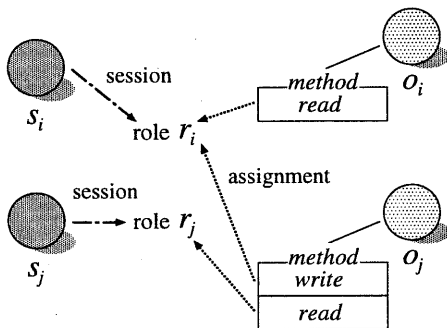 session
method
read
o_i
s_i
role r_i
assignment
session
role r_j
s_j
method
write
read
o_j